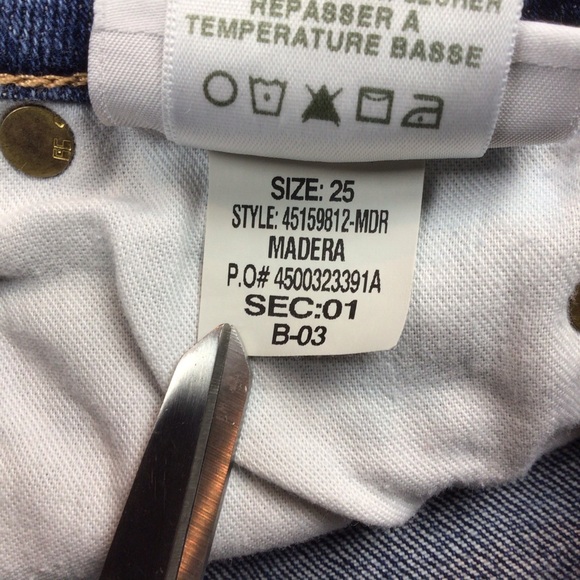 REPASSER A
TEMPERATURE BASSE
SIZE: 25
STYLE: 45159812-MDR
MADERA
P.O# 4500323391A
SEC:01
B-03